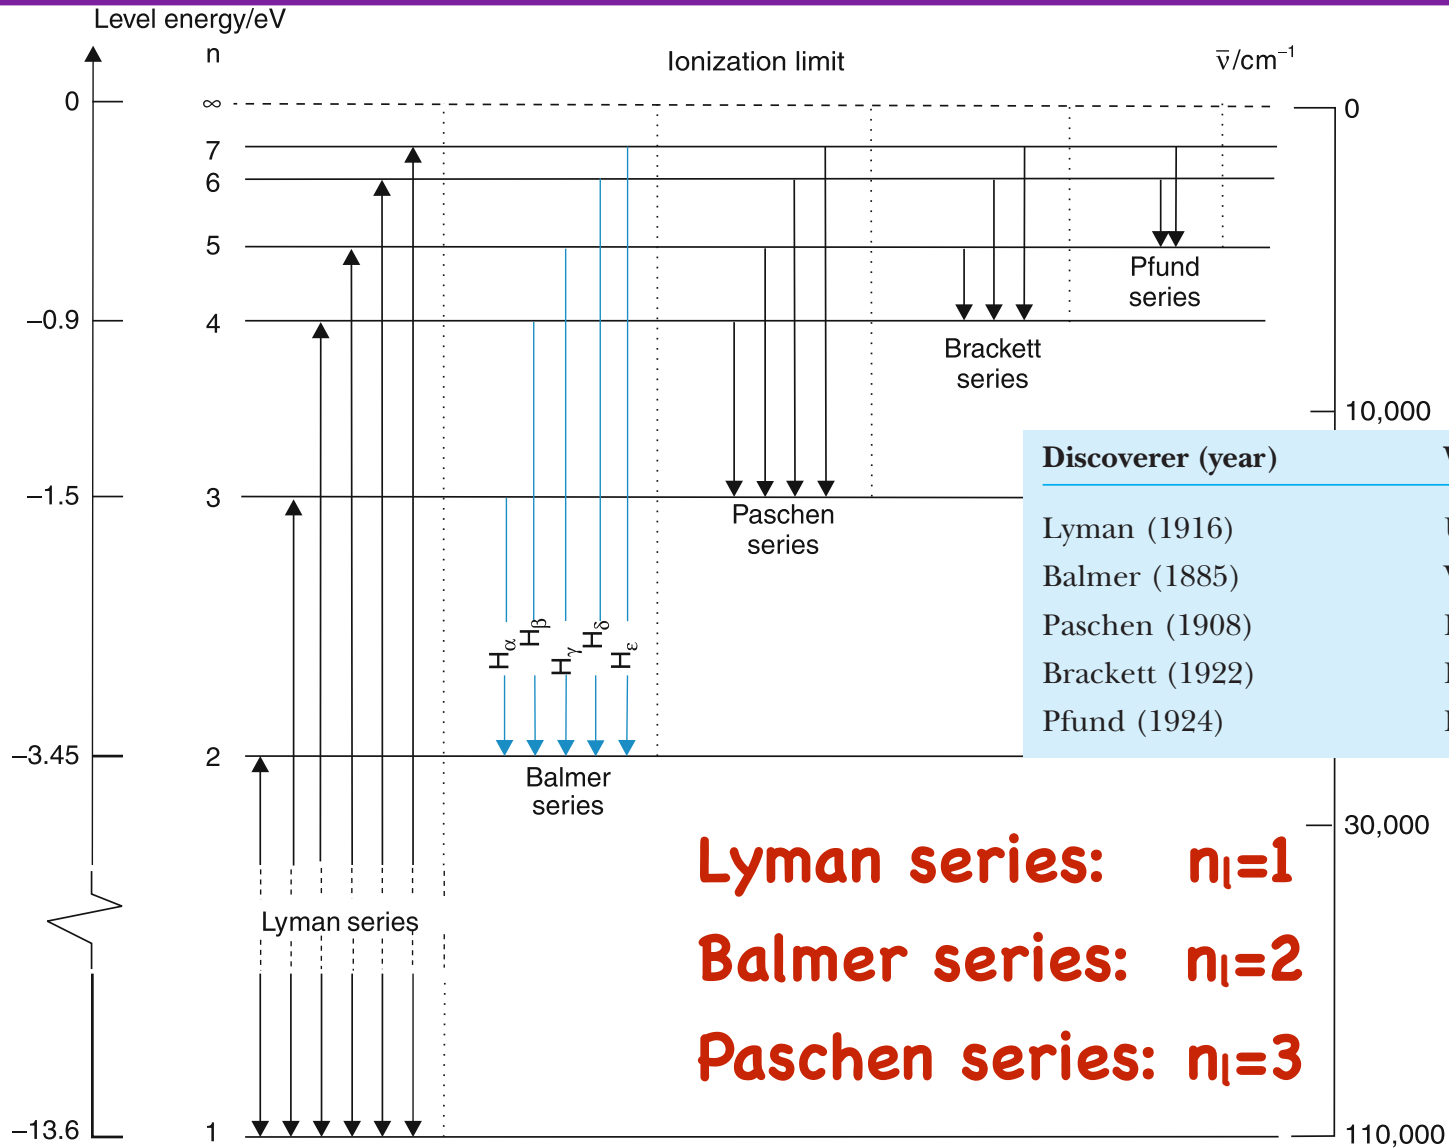 Level energy/eV
n
Ionization limit
ν̅/cm⁻¹
0
∞
0
7
6
5
Pfund
series
–0.9
4
Brackett
series
10,000
Discoverer (year)
–1.5
3
Paschen
series
Lyman (1916)
Balmer (1885)
Paschen (1908)
Brackett (1922)
Pfund (1924)
Hα
Hβ
Hγ
Hδ
Hε
–3.45
2
Balmer
series
30,000
Lyman series: nl=1
Lyman series
Balmer series: nl=2
Paschen series: nl=3
–13.6
1
110,000